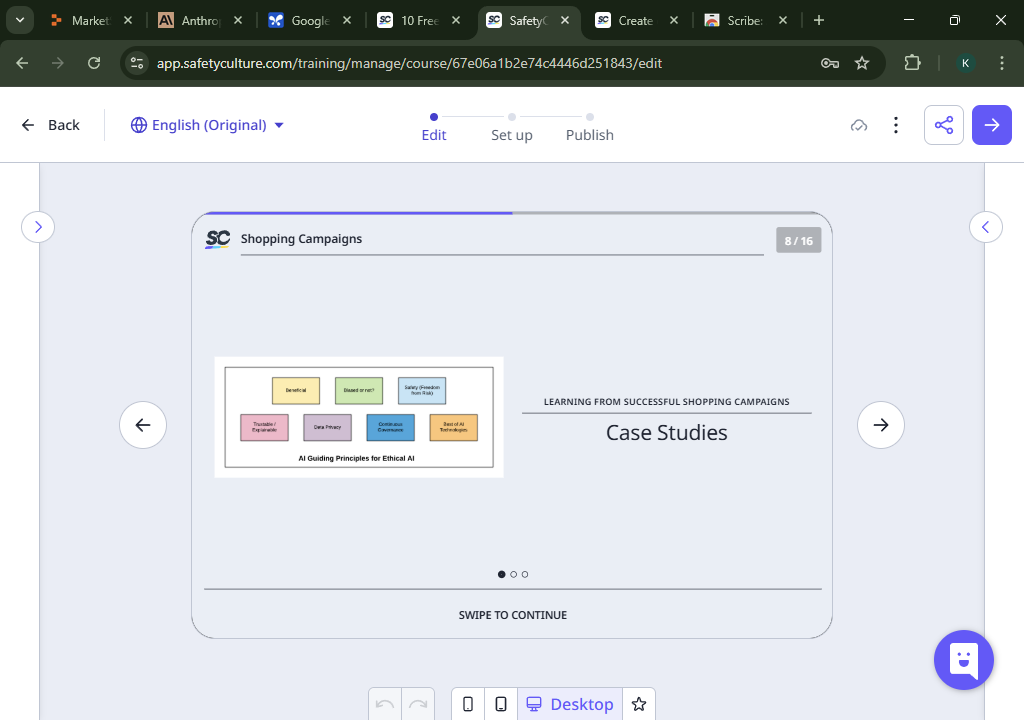 Market
Anthrop
Google
10 Free
SafetyC
Create
Scribe:
app.safetyculture.com/training/manage/course/67e06a1b2e74c4446d251843/edit
K
Back
English (Original)
Edit
Set up
Publish
SC
Shopping Campaigns
8 / 16
Beneficial
Biased or not?
Safety (Freedom
from Risk)
Trustable /
Explainable
Data Privacy
Continuous
Governance
Best of AI
Technologies
AI Guiding Principles for Ethical AI
LEARNING FROM SUCCESSFUL SHOPPING CAMPAIGNS
Case Studies
SWIPE TO CONTINUE
Desktop